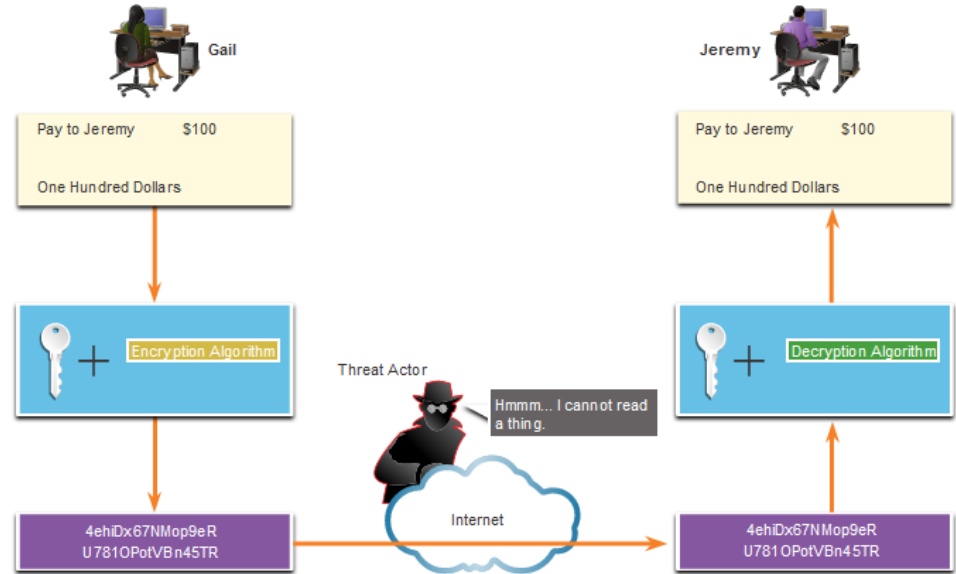 Gail
Jeremy
Pay to Jeremy $100
One Hundred Dollars
Pay to Jeremy $100
One Hundred Dollars
+
Encryption Algorithm
+
Decryption Algorithm
Threat Actor
Hmmm... I cannot read
a thing.
Internet
4ehiDx67NMop9eR
U781OPotVBn45TR
4ehiDx67NMop9eR
U781OPotVBn45TR